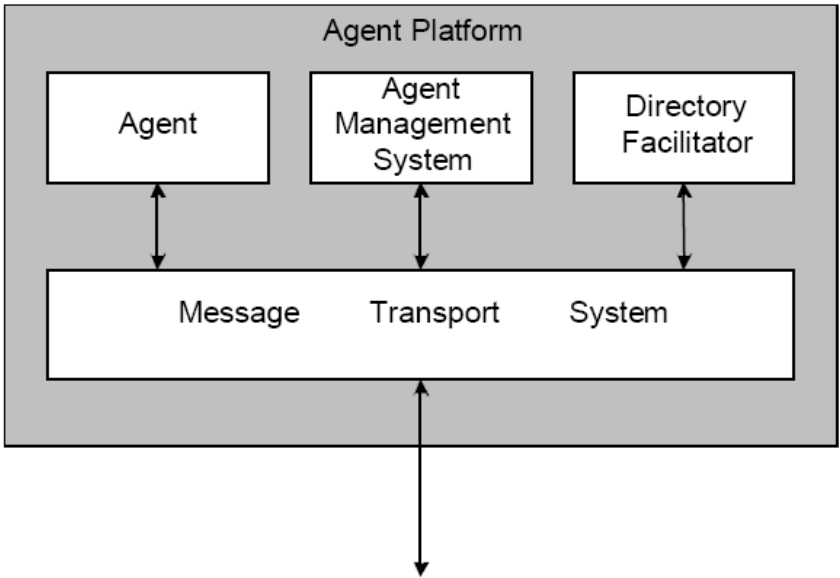 Agent Platform
Agent
Agent
Management
System
Directory
Facilitator
Message Transport System